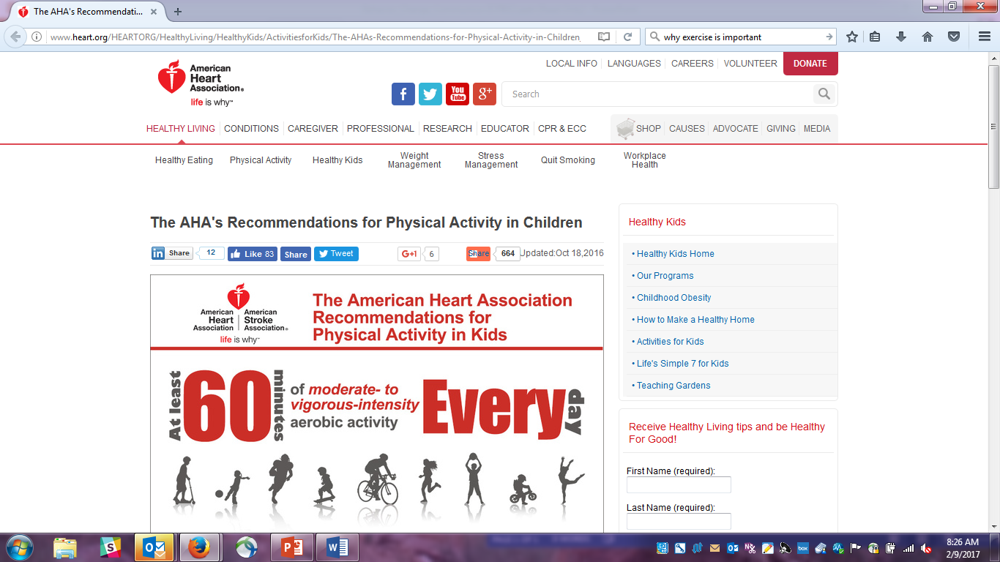 The AHA's Recommendati...
www.heart.org/HEARTORG/HealthyLiving/HealthyKids/ActivitiesforKids/The-AHAs-Recommendations-for-Physical-Activity-in-Children_
why exercise is important
LOCAL INFO LANGUAGES CAREERS VOLUNTEER DONATE
American
Heart
Association®
life is why™
f You Tube g+ Search
HEALTHY LIVING CONDITIONS CAREGIVER PROFESSIONAL RESEARCH EDUCATOR CPR & ECC SHOP CAUSES ADVOCATE GIVING MEDIA
Healthy Eating Physical Activity Healthy Kids Weight Management Stress Management Quit Smoking Workplace Health
The AHA's Recommendations for Physical Activity in Children
in Share 12 Like 83 Share Tweet G+1 6 Share 664 Updated:Oct 18,2016
American Heart Association
American Stroke Association®
life is why™
The American Heart Association
Recommendations for
Physical Activity in Kids
At least 60 minutes
of moderate- to
vigorous-intensity
aerobic activity
Every day
Healthy Kids
• Healthy Kids Home
• Our Programs
• Childhood Obesity
• How to Make a Healthy Home
• Activities for Kids
• Life's Simple 7 for Kids
• Teaching Gardens
Receive Healthy Living tips and be Healthy
For Good!
First Name (required):
Last Name (required):
8:26 AM
2/9/2017